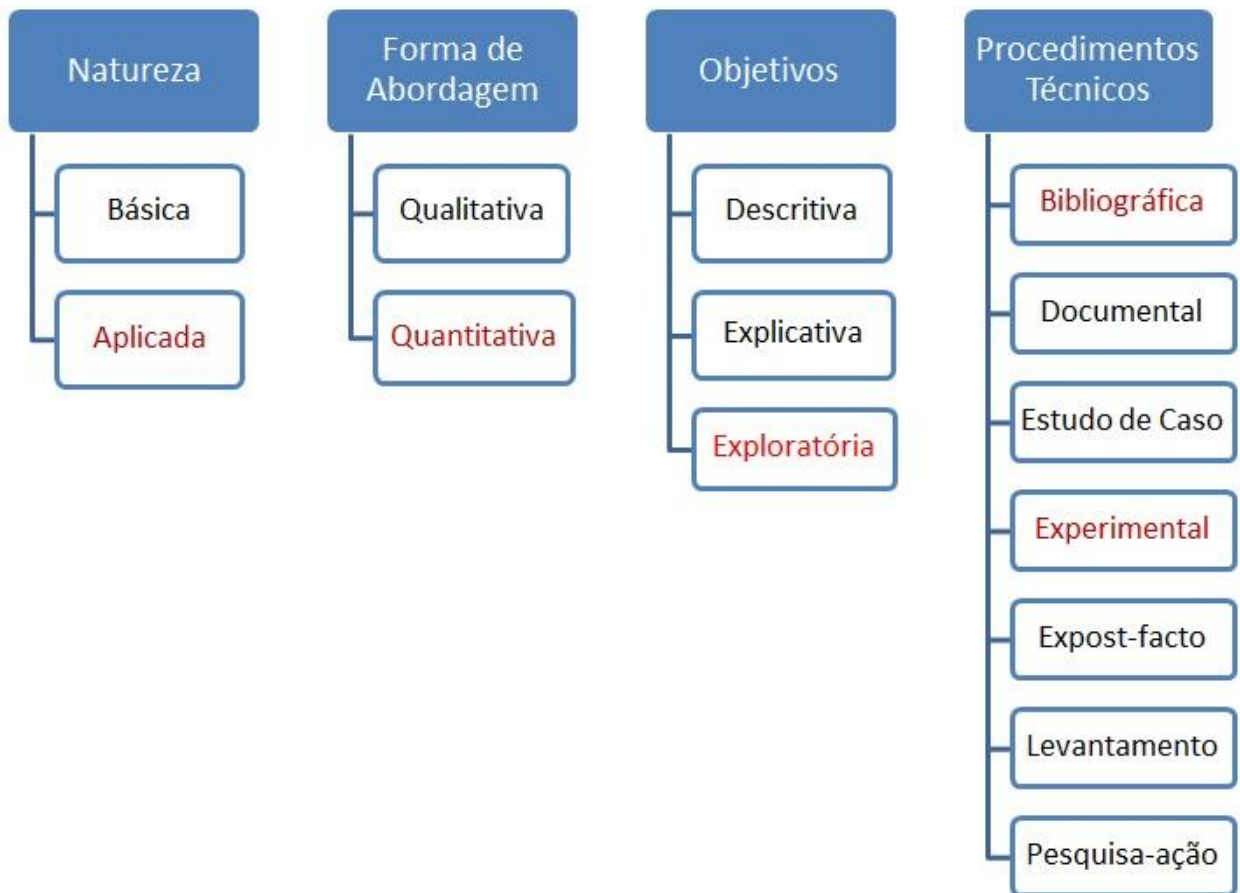 Natureza
Básica
Aplicada
Forma de
Abordagem
Qualitativa
Quantitativa
Objetivos
Descritiva
Explicativa
Exploratória
Procedimentos
Técnicos
Bibliográfica
Documental
Estudo de Caso
Experimental
Expost-facto
Levantamento
Pesquisa-ação